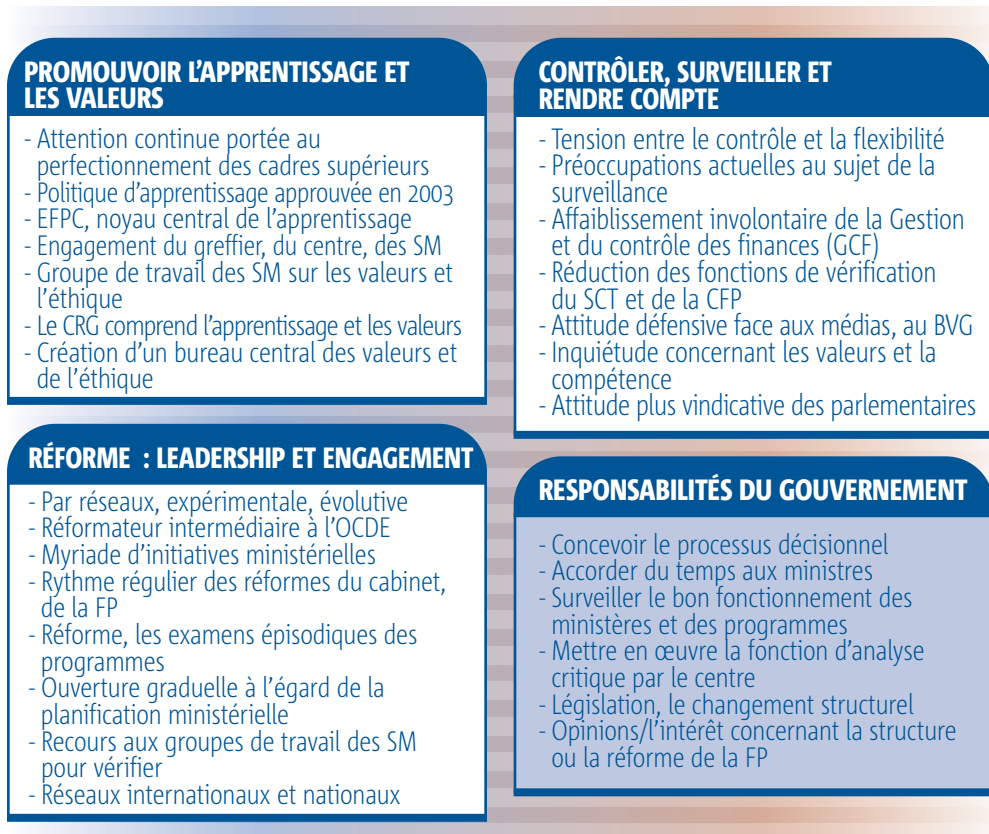 PROMOUVOIR L'APPRENTISSAGE ET
LES VALEURS
- Attention continue portée au
perfectionnement des cadres supérieurs
- Politique d'apprentissage approuvée en 2003
- EFPC, noyau central de l'apprentissage
- Engagement du greffier, du centre, des SM
- Groupe de travail des SM sur les valeurs et
l'éthique
- Le CRG comprend l'apprentissage et les valeurs
- Création d'un bureau central des valeurs et
de l'éthique
CONTRÔLER, SURVEILLER ET
RENDRE COMPTE
- Tension entre le contrôle et la flexibilité
- Préoccupations actuelles au sujet de la
surveillance
- Affaiblissement involontaire de la Gestion
et du contrôle des finances (GCF)
- Réduction des fonctions de vérification
du SCT et de la CFP
- Attitude défensive face aux médias, au BVG
- Inquiétude concernant les valeurs et la
compétence
- Attitude plus vindicative des parlementaires
RÉFORME : LEADERSHIP ET ENGAGEMENT
- Par réseaux, expérimentale, évolutive
- Réformateur intermédiaire à l'OCDE
- Myriade d'initiatives ministérielles
- Rythme régulier des réformes du cabinet,
de la FP
- Réforme, les examens épisodiques des
programmes
- Ouverture graduelle à l'égard de la
planification ministérielle
- Recours aux groupes de travail des SM
pour vérifier
- Réseaux internationaux et nationaux
RESPONSABILITÉS DU GOUVERNEMENT
- Concevoir le processus décisionnel
- Accorder du temps aux ministres
- Surveiller le bon fonctionnement des
ministères et des programmes
- Mettre en œuvre la fonction d'analyse
critique par le centre
- Législation, le changement structurel
- Opinions/l'intérêt concernant la structure
ou la réforme de la FP